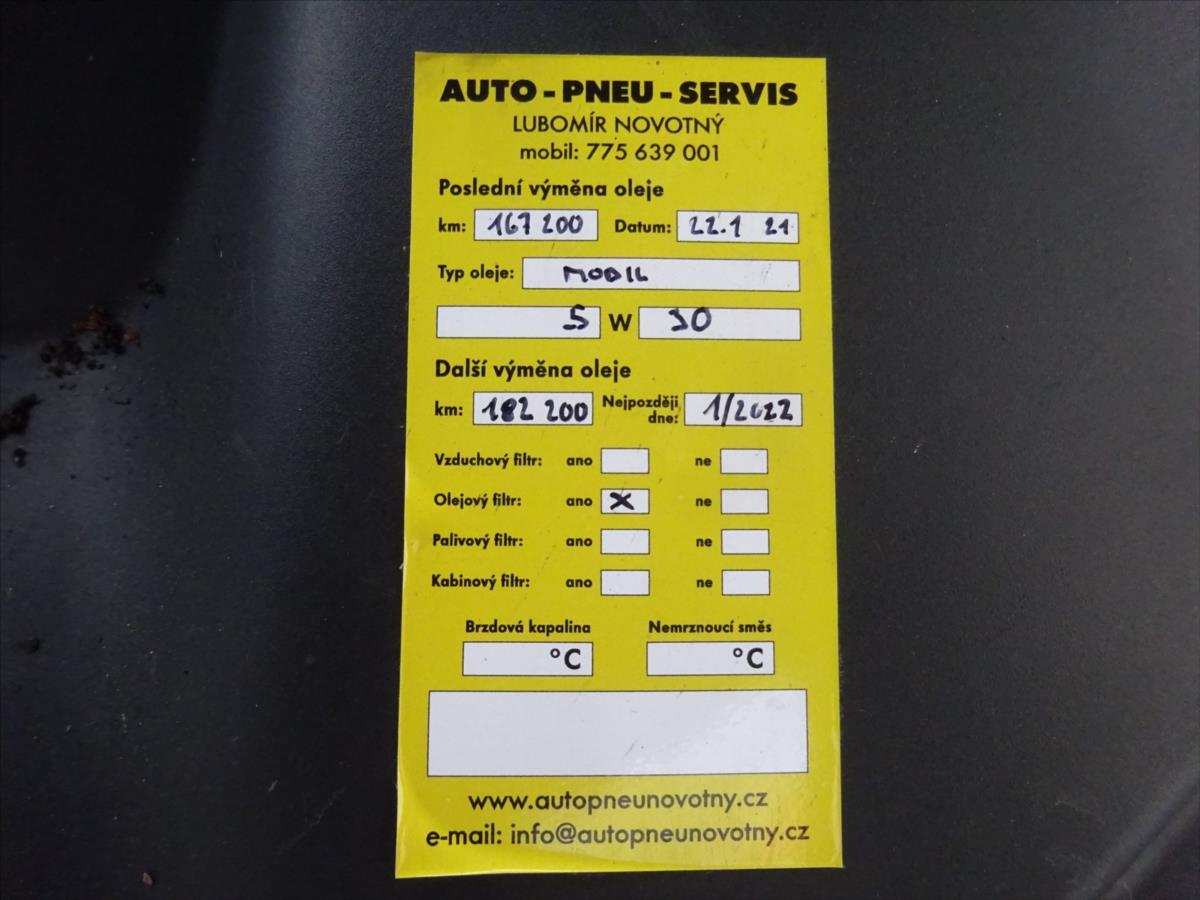 AUTO - PNEU - SERVIS
LUBOMÍR NOVOTNÝ
mobil: 775 639 001
Poslední výměna oleje
km: 167 200 Datum: 22.1 21
Typ oleje: MOBIL
5 W 30
Další výměna oleje
km: 182 200 Nejpozději dne: 1/2022
Vzduchový filtr: ano ne
Olejový filtr: ano X ne
Palivový filtr: ano ne
Kabinový filtr: ano ne
Brzdová kapalina Nemrznoucí směs
°C °C
www.autopneunovotny.cz
e-mail: info@autopneunovotny.cz